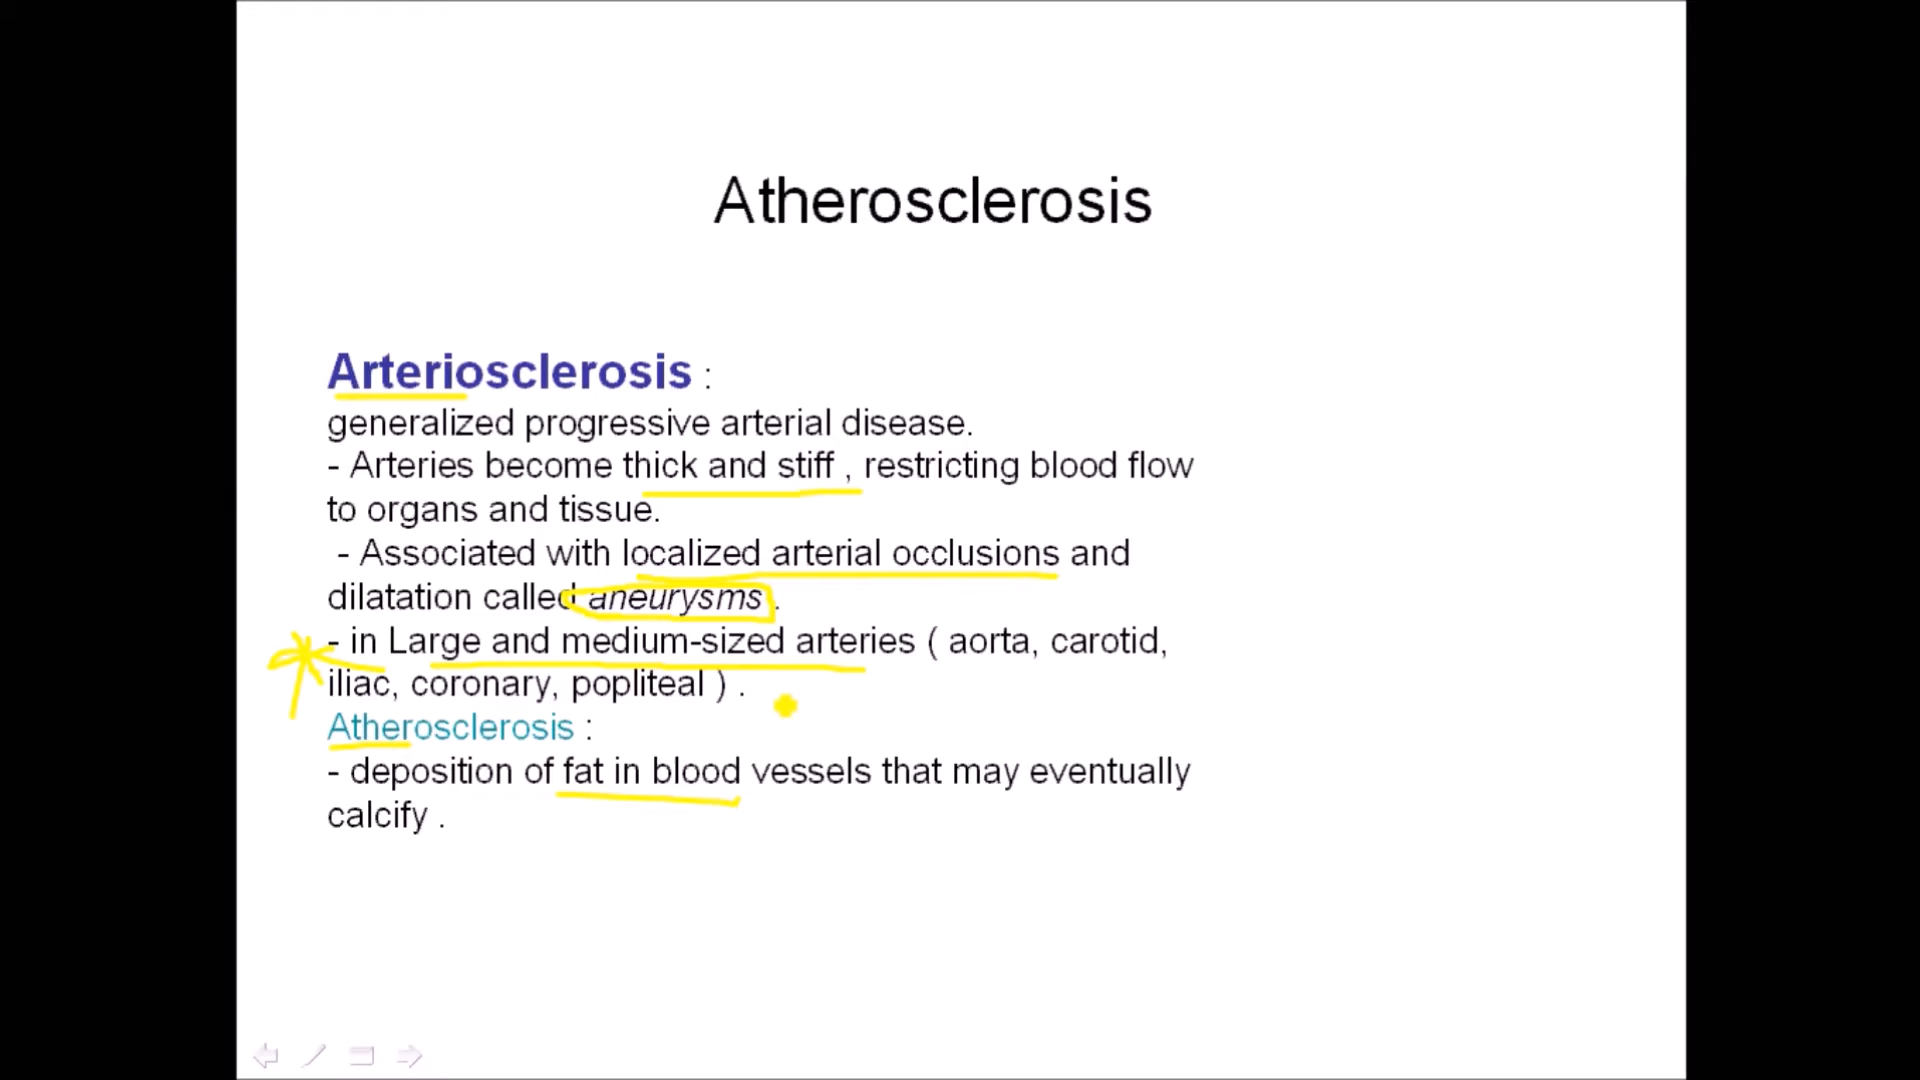 Atherosclerosis
Arteriosclerosis :
generalized progressive arterial disease.
- Arteries become thick and stiff , restricting blood flow
to organs and tissue.
- Associated with localized arterial occlusions and
dilatation called aneurysms .
- in Large and medium-sized arteries ( aorta, carotid,
iliac, coronary, popliteal ) .
Atherosclerosis :
- deposition of fat in blood vessels that may eventually
calcify .